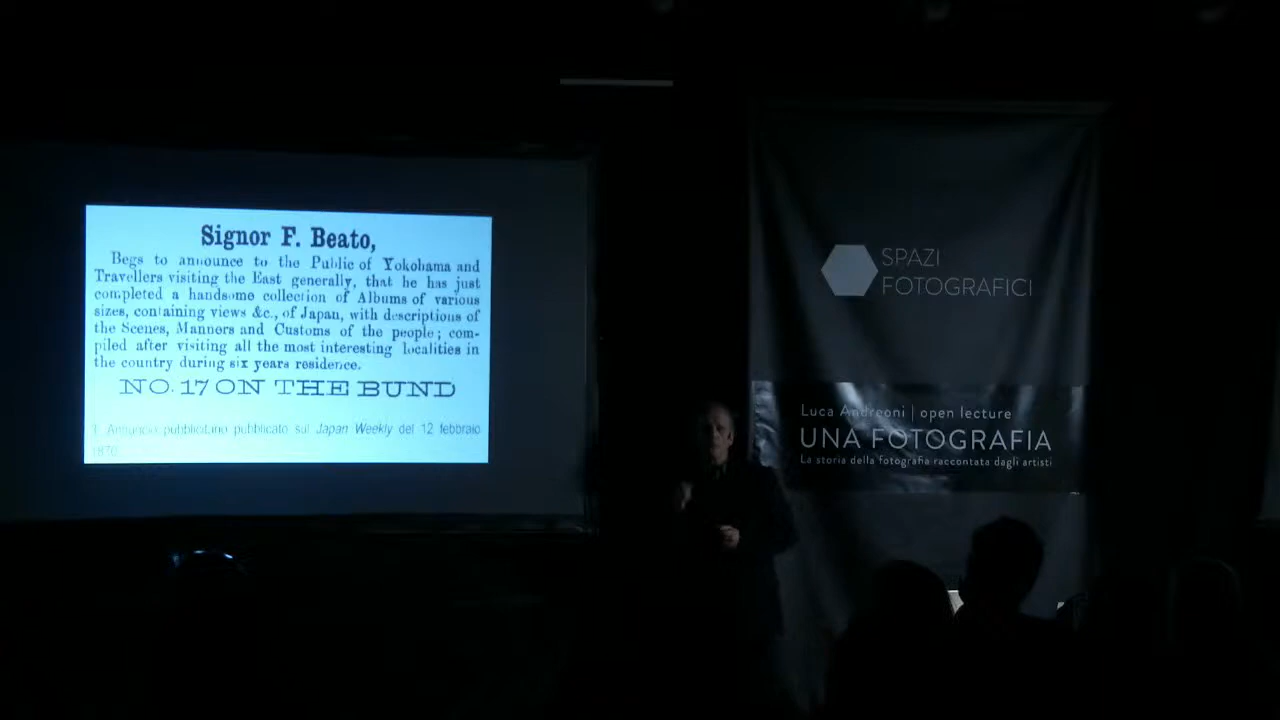 Signor F. Beato,
Begs to announce to the Public of Yokohama and
Travellers visiting the East generally, that he has just
completed a handsome collection of Albums of various
sizes, containing views &c., of Japan, with descriptions of
the Scenes, Manners and Customs of the people; com-
piled after visiting all the most interesting localities in
the country during six years residence.
NO. 17 ON THE BUND
3. Annuncio pubblicitario pubblicato sul Japan Weekly del 12 febbraio
1870.
SPAZI
FOTOGRAFICI
Luca Andreoni | open lecture
UNA FOTOGRAFIA
La storia della fotografia raccontata dagli artisti